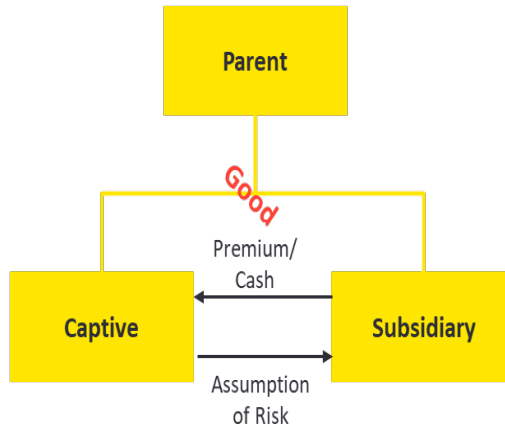 Parent
Good
Premium/
Cash
Captive
Subsidiary
Assumption
of Risk